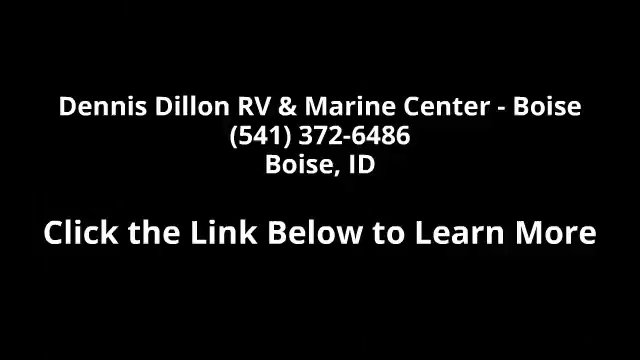 Dennis Dillon RV & Marine Center - Boise
(541) 372-6486
Boise, ID
Click the Link Below to Learn More